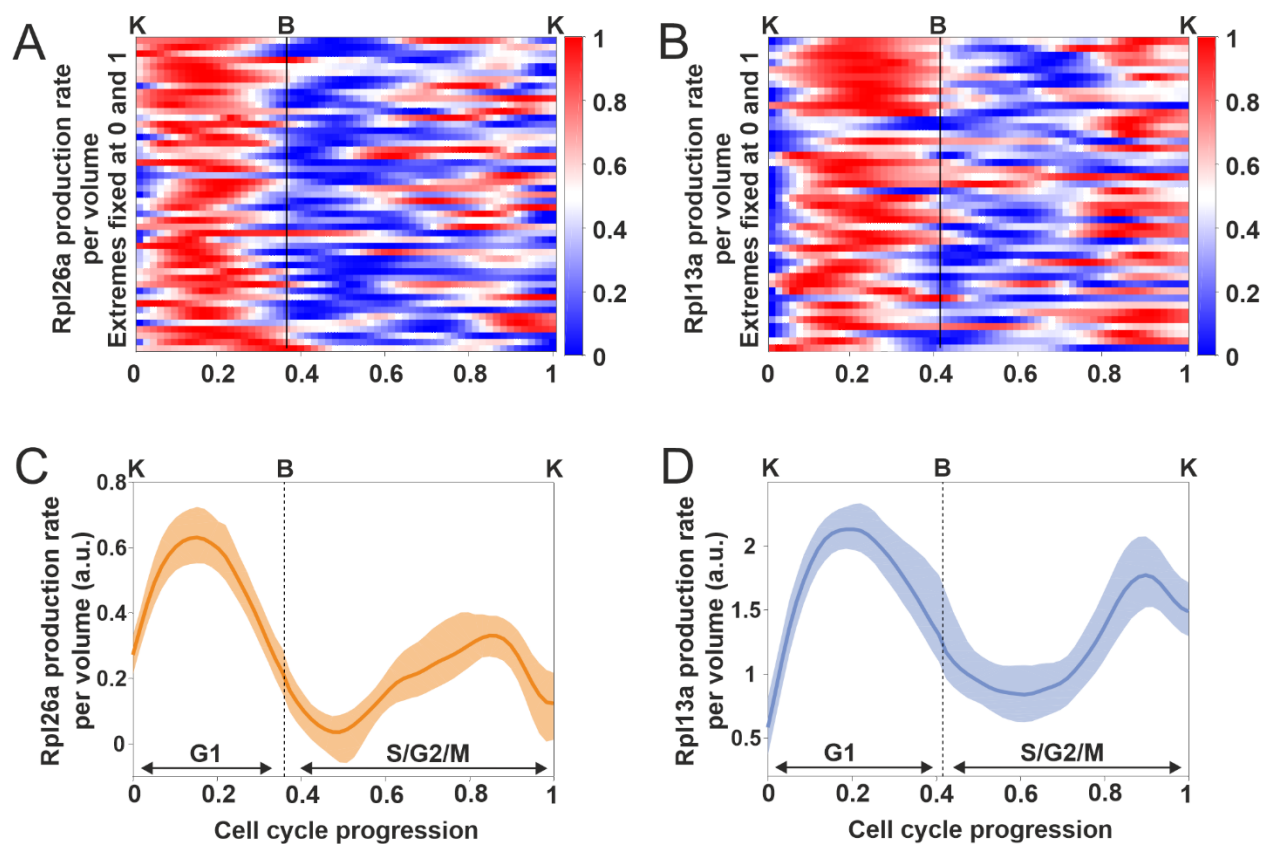 A
K B K
Rpl26a production rate
per volume
Extremes fixed at 0 and 1
1
0.8
0.6
0.4
0.2
0
0 0.2 0.4 0.6 0.8 1
B
K B K
Rpl13a production rate
per volume
Extremes fixed at 0 and 1
1
0.8
0.6
0.4
0.2
0
0 0.2 0.4 0.6 0.8 1
C
K B K
Rpl26a production rate
per volume (a.u.)
0.8
0.6
0.4
0.2
0
G1 S/G2/M
0 0.2 0.4 0.6 0.8 1
Cell cycle progression
D
K B K
Rpl13a production rate
per volume (a.u.)
2
1.5
1
0.5
G1 S/G2/M
0 0.2 0.4 0.6 0.8 1
Cell cycle progression